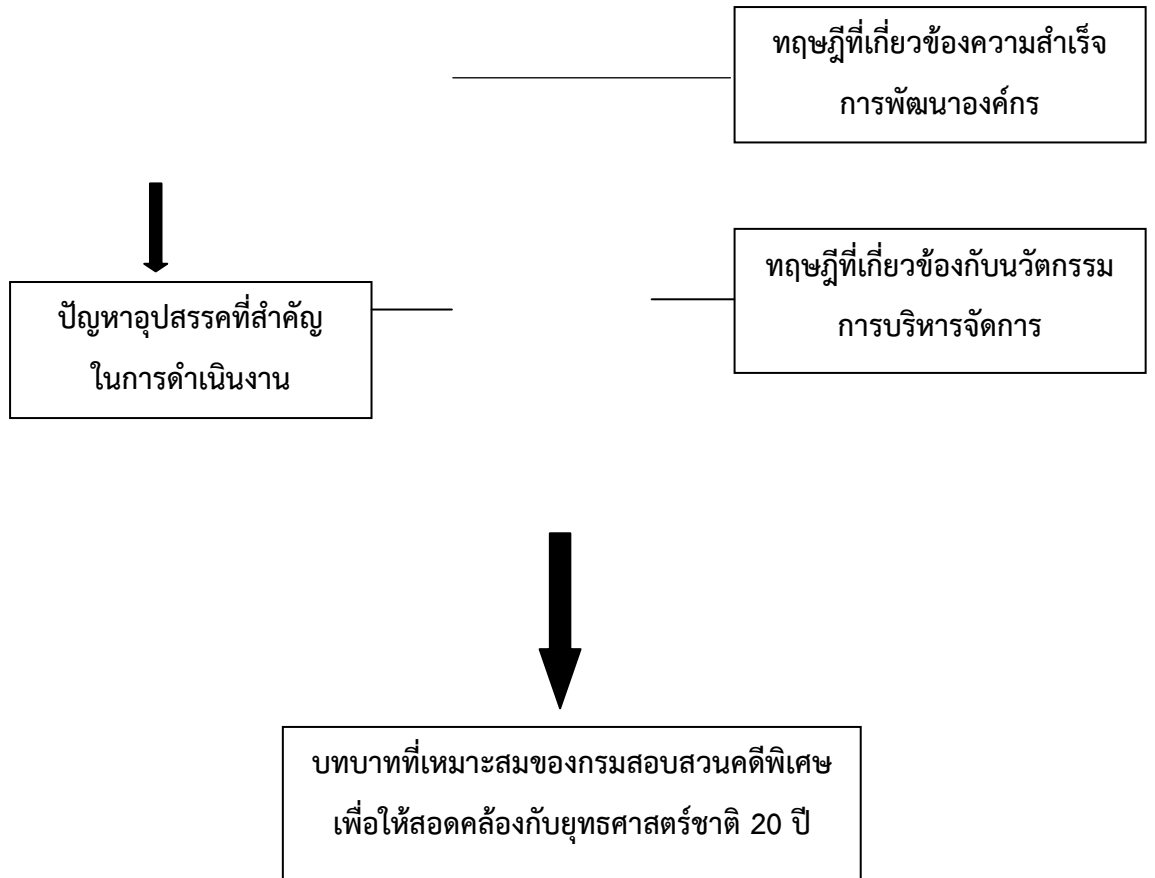 ทฤษฎีที่เกี่ยวข้องความสำเร็จ
การพัฒนาองค์กร
ทฤษฎีที่เกี่ยวข้องกับนวัตกรรม
การบริหารจัดการ
ปัญหาอุปสรรคที่สำคัญ
ในการดำเนินงาน
บทบาทที่เหมาะสมของกรมสอบสวนคดีพิเศษ
เพื่อให้สอดคล้องกับยุทธศาสตร์ชาติ 20 ปี